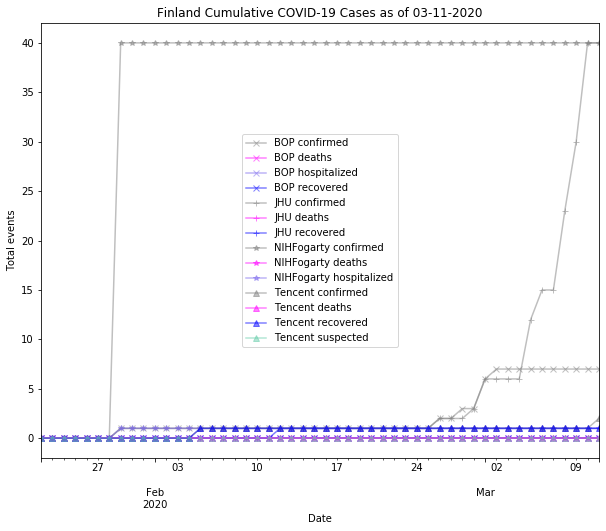 Finland Cumulative COVID-19 Cases as of 03-11-2020
Total events
40
35
30
25
20
15
10
5
0
BOP confirmed
BOP deaths
BOP hospitalized
BOP recovered
JHU confirmed
JHU deaths
JHU recovered
NIHFogarty confirmed
NIHFogarty deaths
NIHFogarty hospitalized
Tencent confirmed
Tencent deaths
Tencent recovered
Tencent suspected
27 03 10 17 24 02 09
Feb Mar
2020
Date